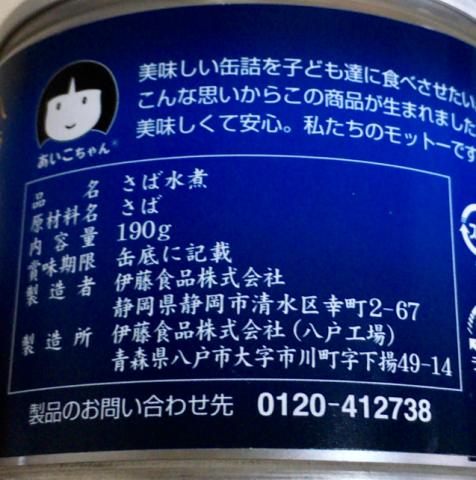 美味しい缶詰を子ども達に食べさせたい
こんな思いからこの商品が生まれました
美味しくて安心。私たちのモットーです
あいこちゃん®
品名 さば水煮
原材料名 さば
内容量 190g
賞味期限 缶底に記載
製造者 伊藤食品株式会社
静岡県静岡市清水区幸町2-67
製造所 伊藤食品株式会社(八戸工場)
青森県八戸市大字市川町字下揚49-14
製品のお問い合わせ先 0120-412738